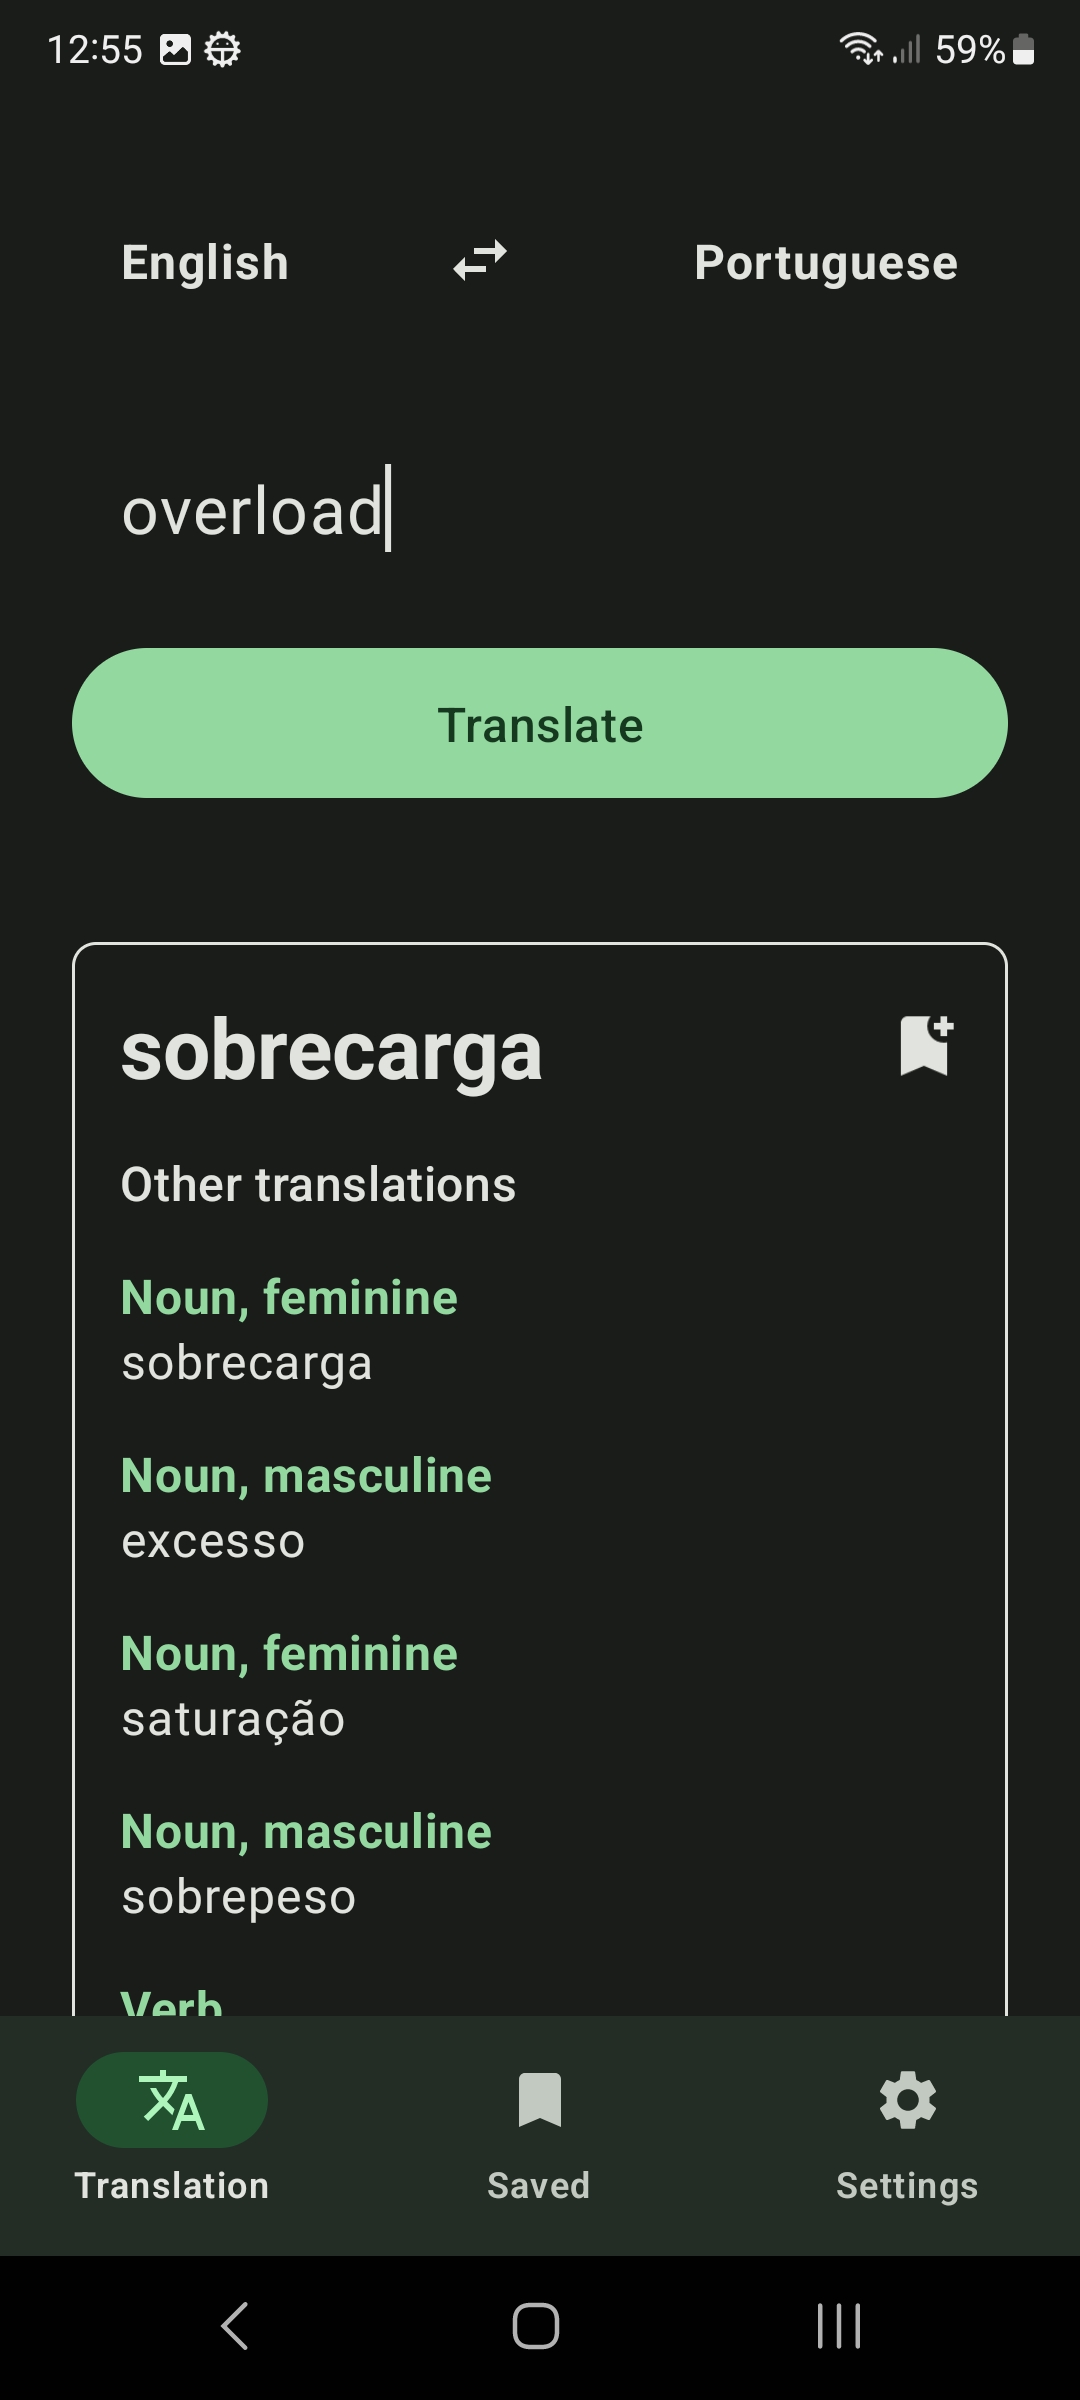 12:55 59%
English Portuguese
overload
Translate
sobrecarga
Other translations
Noun, feminine
sobrecarga
Noun, masculine
excesso
Noun, feminine
saturação
Noun, masculine
sobrepeso
Verb
Translation Saved Settings